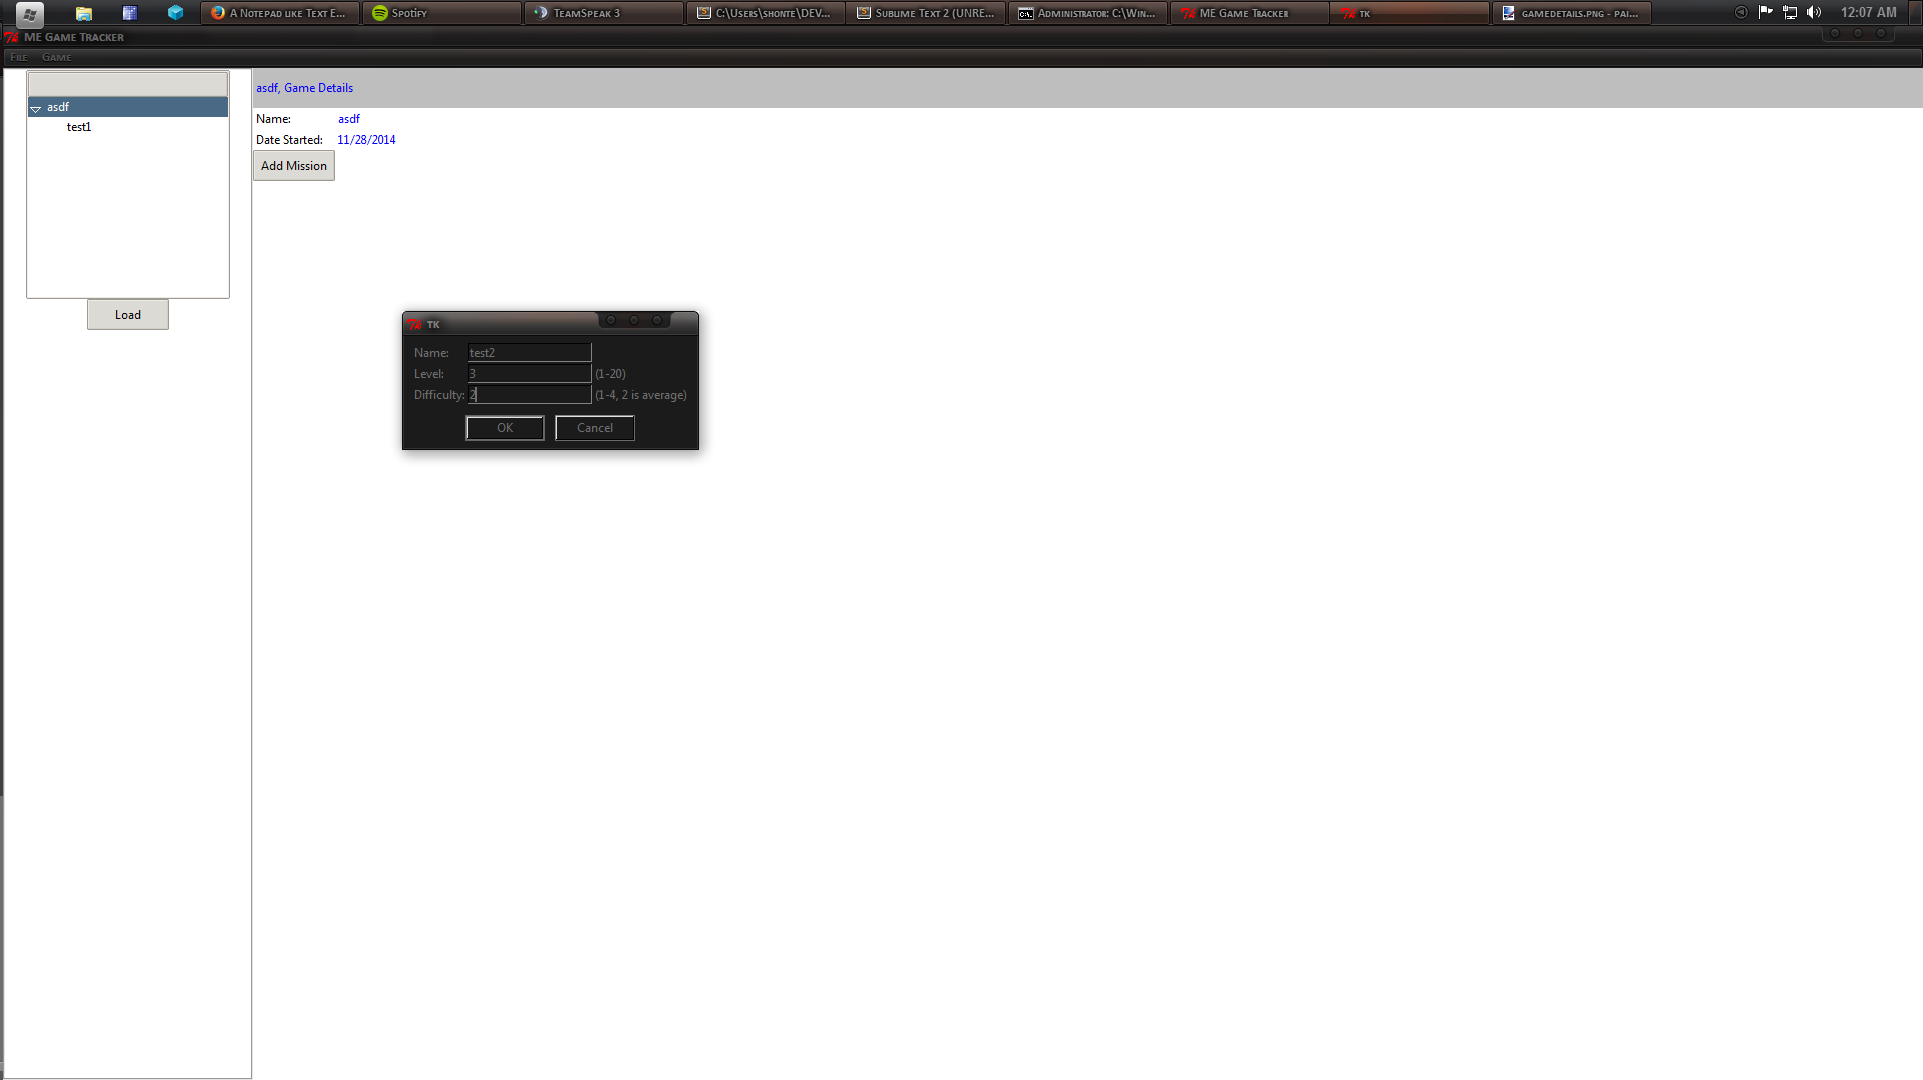 A Notepad like Text E...
Spotify
TeamSpeak 3
C:\Users\shonte\DEV...
Sublime Text 2 (UNRE...
Administrator: C:\Win...
ME Game Tracker
tk
gamedetails.png - Pai...
12:07 AM
ME Game Tracker
File Game
asdf
test1
Load
asdf, Game Details
Name: asdf
Date Started: 11/28/2014
Add Mission
tk
Name: test2
Level: 3 (1-20)
Difficulty: 2 (1-4, 2 is average)
OK Cancel